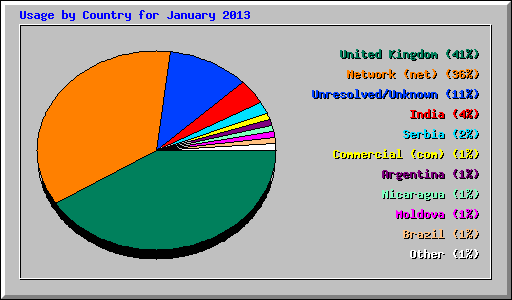 Usage by Country for January 2013
United Kingdom (41%)
Network (net) (36%)
Unresolved/Unknown (11%)
India (4%)
Serbia (2%)
Commercial (com) (1%)
Argentina (1%)
Nicaragua (1%)
Moldova (1%)
Brazil (1%)
Other (1%)